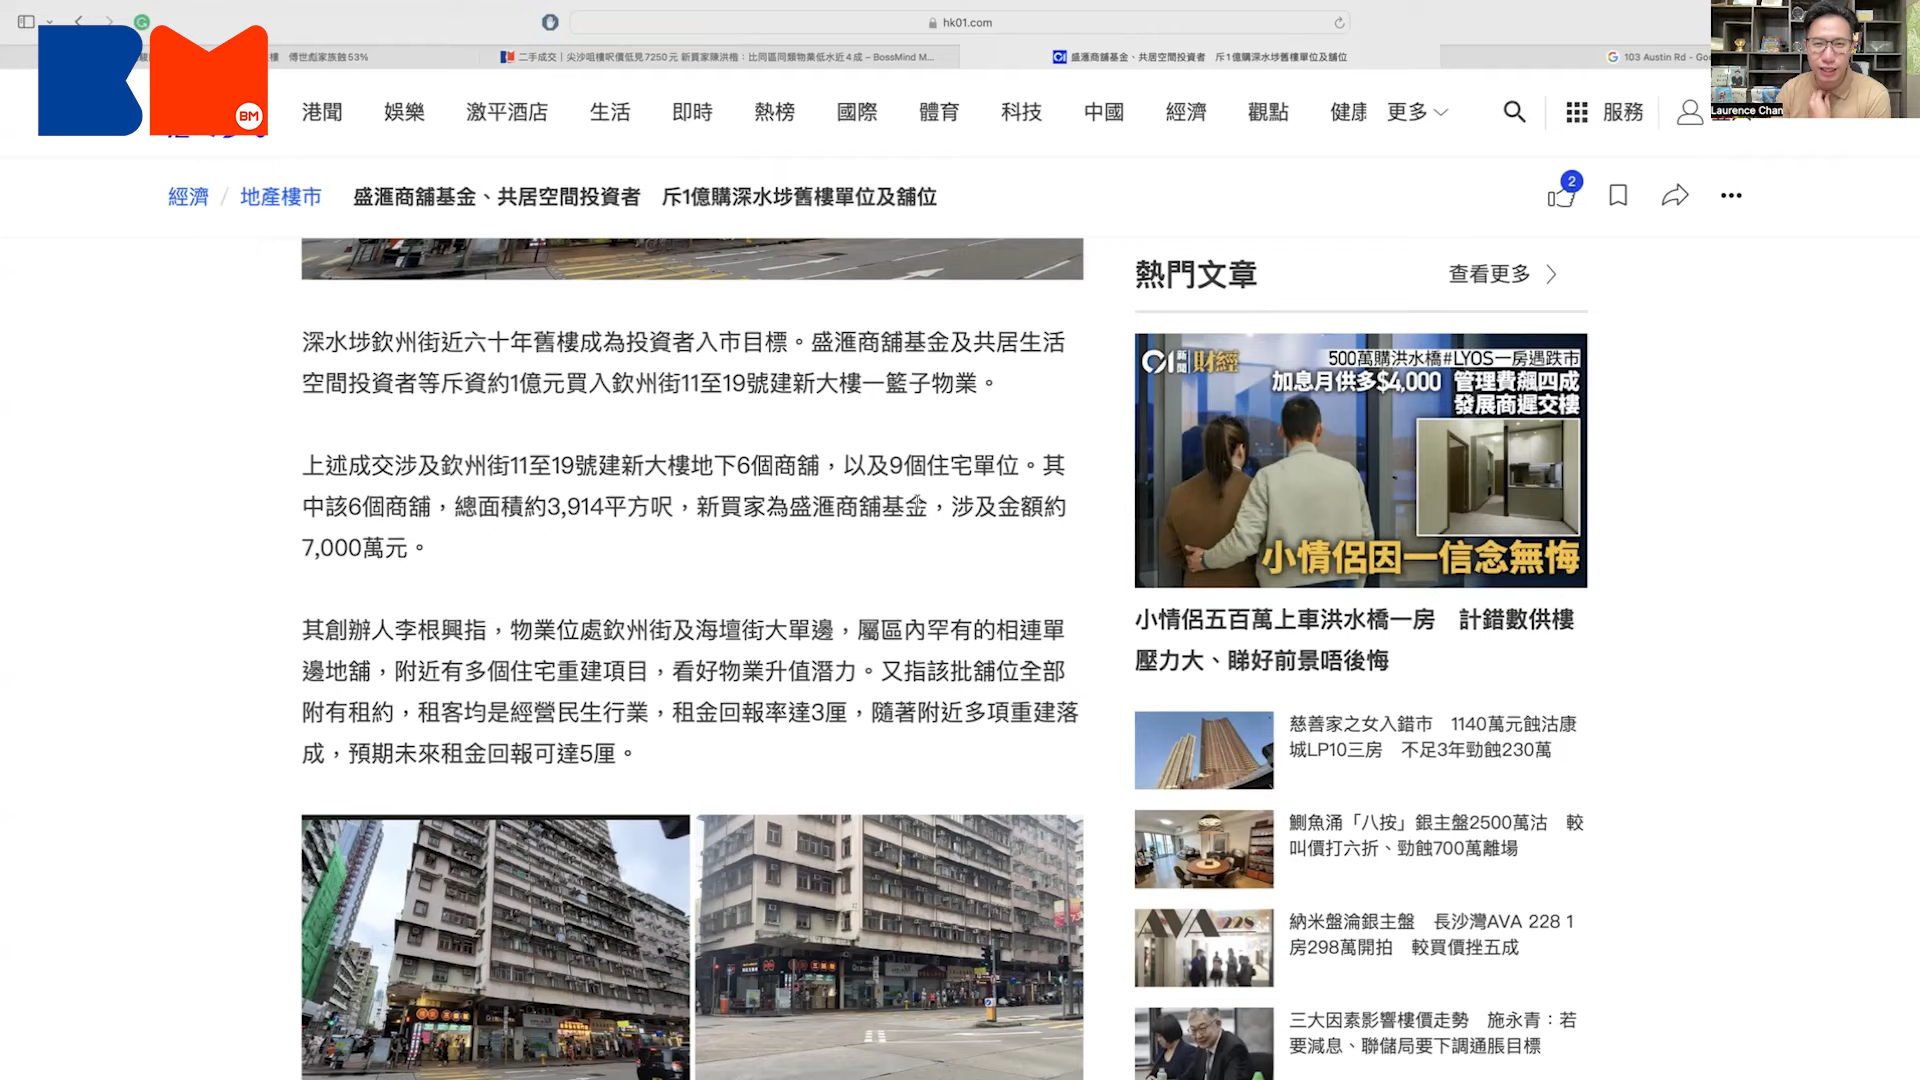 hk01.com
樓 傅世彪家族蝕53%
二手成交｜尖沙咀樓呎價低見7250元 新買家陳洪楷：比同區同類物業低水近4成 – BossMind M...
盛滙商舖基金、共居空間投資者 斥1億購深水埗舊樓單位及舖位
103 Austin Rd - Goo
BM
港聞 娛樂 激平酒店 生活 即時 熱榜 國際 體育 科技 中國 經濟 觀點 健康 更多 服務
Laurence Chan
經濟 / 地產樓市 盛滙商舖基金、共居空間投資者 斥1億購深水埗舊樓單位及舖位
2
深水埗欽州街近六十年舊樓成為投資者入市目標。盛滙商舖基金及共居生活
空間投資者等斥資約1億元買入欽州街11至19號建新大樓一籃子物業。
上述成交涉及欽州街11至19號建新大樓地下6個商舖，以及9個住宅單位。其
中該6個商舖，總面積約3,914平方呎，新買家為盛滙商舖基金，涉及金額約
7,000萬元。
其創辦人李根興指，物業位處欽州街及海壇街大單邊，屬區內罕有的相連單
邊地舖，附近有多個住宅重建項目，看好物業升值潛力。又指該批舖位全部
附有租約，租客均是經營民生行業，租金回報率達3厘，隨著附近多項重建落
成，預期未來租金回報可達5厘。
熱門文章 查看更多
01 新聞 財經
500萬購洪水橋#LYOS一房遇跌市
加息月供多$4,000 管理費飆四成
發展商遲交樓
小情侶因一信念無悔
小情侶五百萬上車洪水橋一房 計錯數供樓
壓力大、睇好前景唔後悔
慈善家之女入錯市 1140萬元蝕沽康
城LP10三房 不足3年勁蝕230萬
鰂魚涌「八按」銀主盤2500萬沽 較
叫價打六折、勁蝕700萬離場
AVA 228
納米盤淪銀主盤 長沙灣AVA 228 1
房298萬開拍 較買價挫五成
三大因素影響樓價走勢 施永青：若
要減息、聯儲局要下調通脹目標